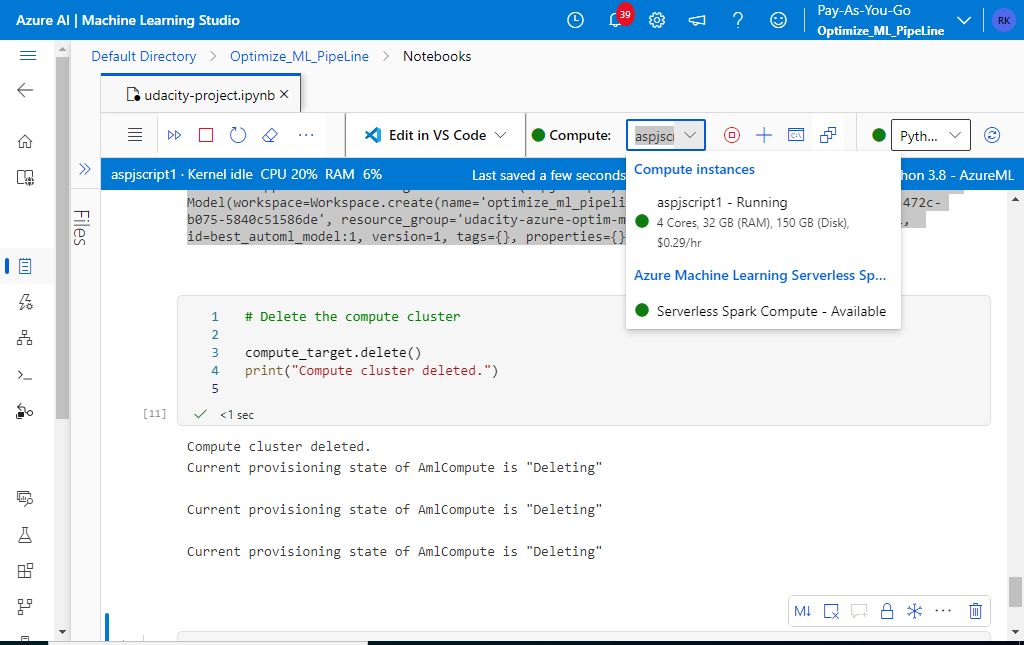 Azure AI | Machine Learning Studio
39
Pay-As-You-Go
Optimize_ML_PipeLine
RK
Default Directory > Optimize_ML_PipeLine > Notebooks
udacity-project.ipynb
Edit in VS Code
Compute:
aspjsc
Pyth...
aspjscript1 · Kernel idle CPU 20% RAM 6%
Last saved a few seconds
hon 3.8 - AzureML
Files
Compute instances
aspjscript1 - Running
4 Cores, 32 GB (RAM), 150 GB (Disk),
$0.29/hr
Azure Machine Learning Serverless Sp...
Serverless Spark Compute - Available
Model(workspace=Workspace.create(name='optimize_ml_pipeli
-472c-
b075-5840c51586de', resource_group='udacity-azure-optim-m
id=best_automl_model:1, version=1, tags={}, properties={}
1 # Delete the compute cluster
2
3 compute_target.delete()
4 print("Compute cluster deleted.")
5
[11]
<1 sec
Compute cluster deleted.
Current provisioning state of AmlCompute is "Deleting"
Current provisioning state of AmlCompute is "Deleting"
Current provisioning state of AmlCompute is "Deleting"
M↓